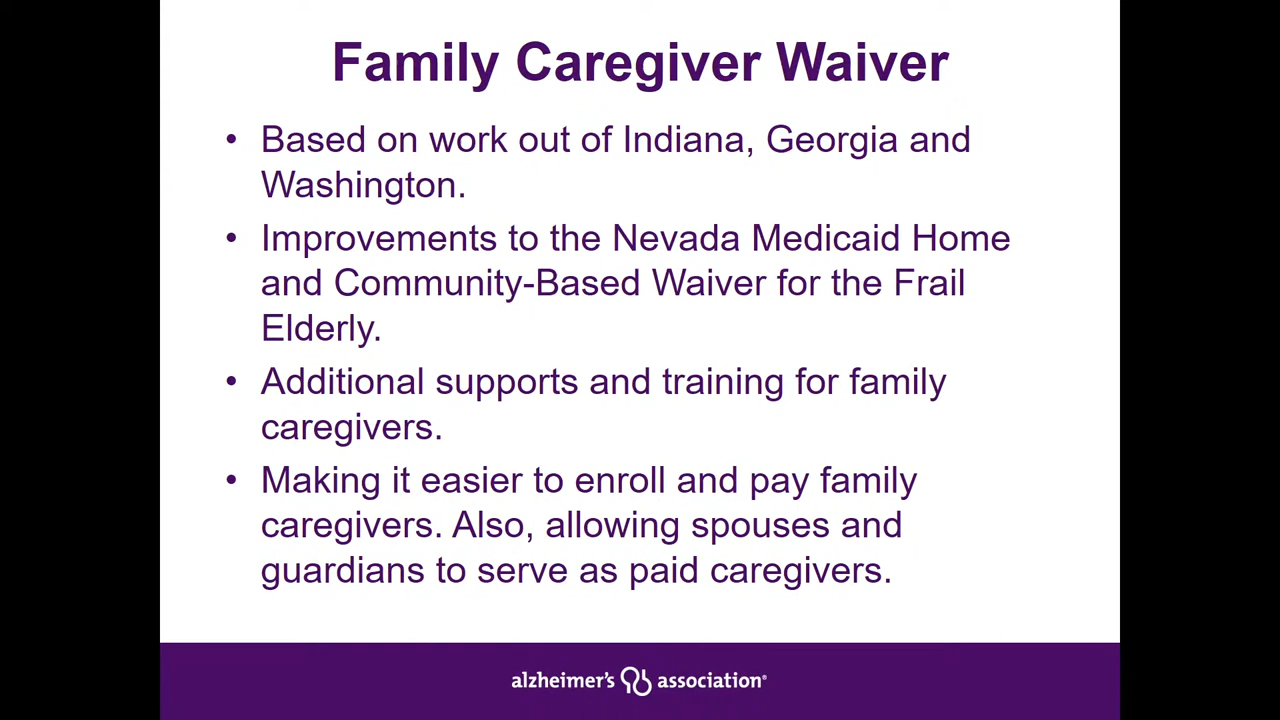 Family Caregiver Waiver
• Based on work out of Indiana, Georgia and
Washington.
• Improvements to the Nevada Medicaid Home
and Community-Based Waiver for the Frail
Elderly.
• Additional supports and training for family
caregivers.
• Making it easier to enroll and pay family
caregivers. Also, allowing spouses and
guardians to serve as paid caregivers.
alzheimer's association®